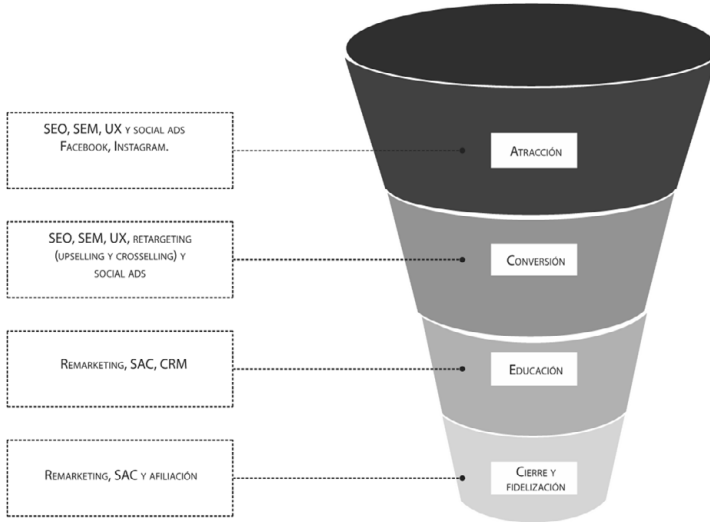 SEO, SEM, UX y social ads
Facebook, Instagram.
Atracción
SEO, SEM, UX, retargeting
(upselling y crosselling) y
social ads
Conversión
Remarketing, SAC, CRM
Educación
Remarketing, SAC y afiliación
Cierre y
fidelización